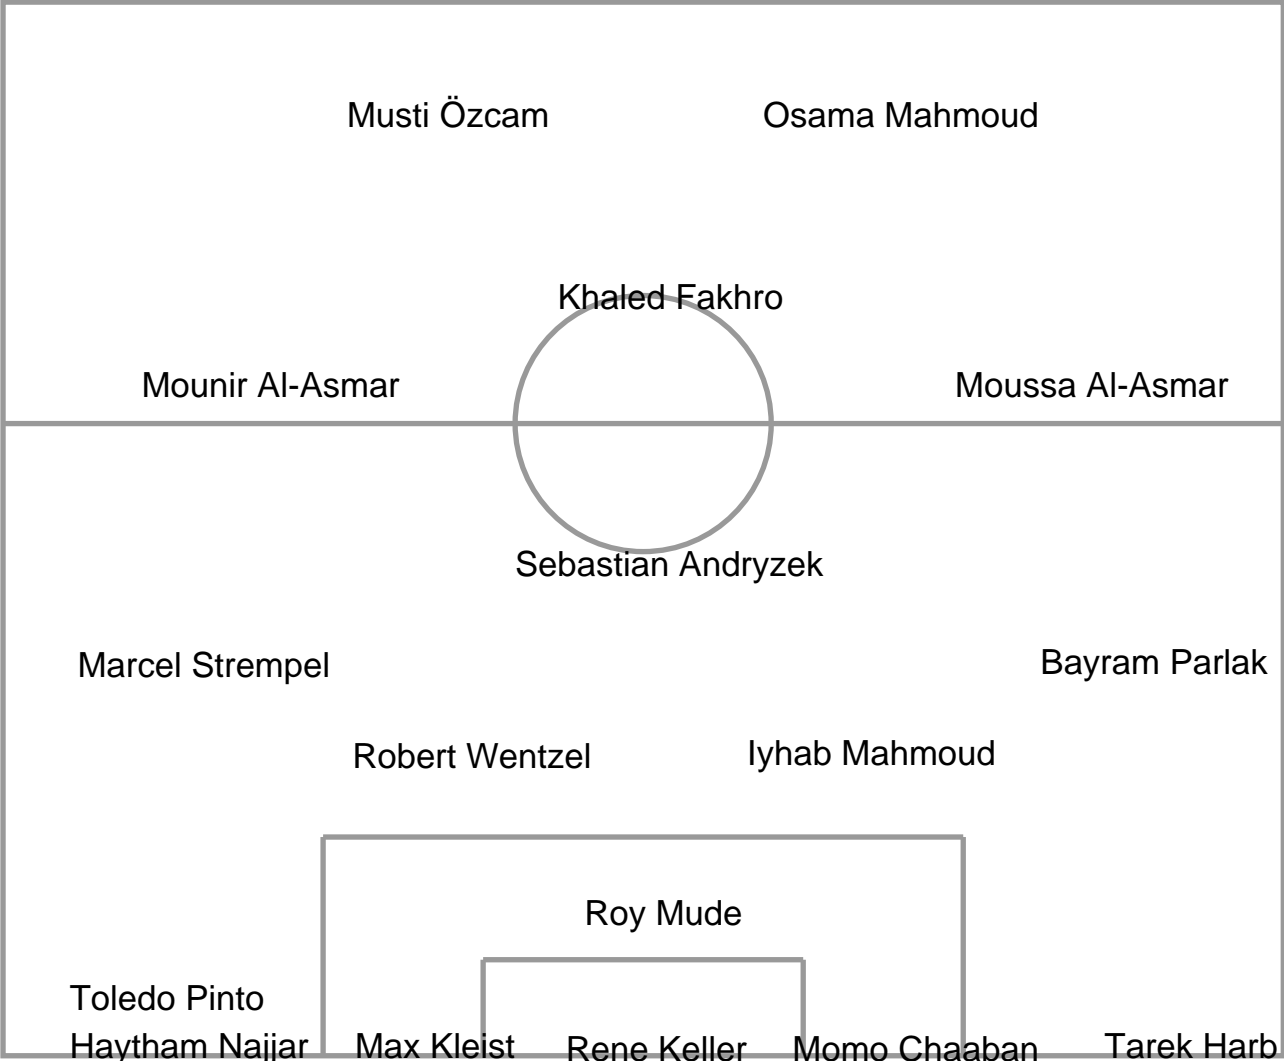 Musti Özcam Osama Mahmoud
Khaled Fakhro
Mounir Al-Asmar Moussa Al-Asmar
Sebastian Andryzek
Marcel Strempel Bayram Parlak
Robert Wentzel Iyhab Mahmoud
Roy Mude
Toledo Pinto
Haytham Najjar Max Kleist Rene Keller Momo Chaaban Tarek Harb